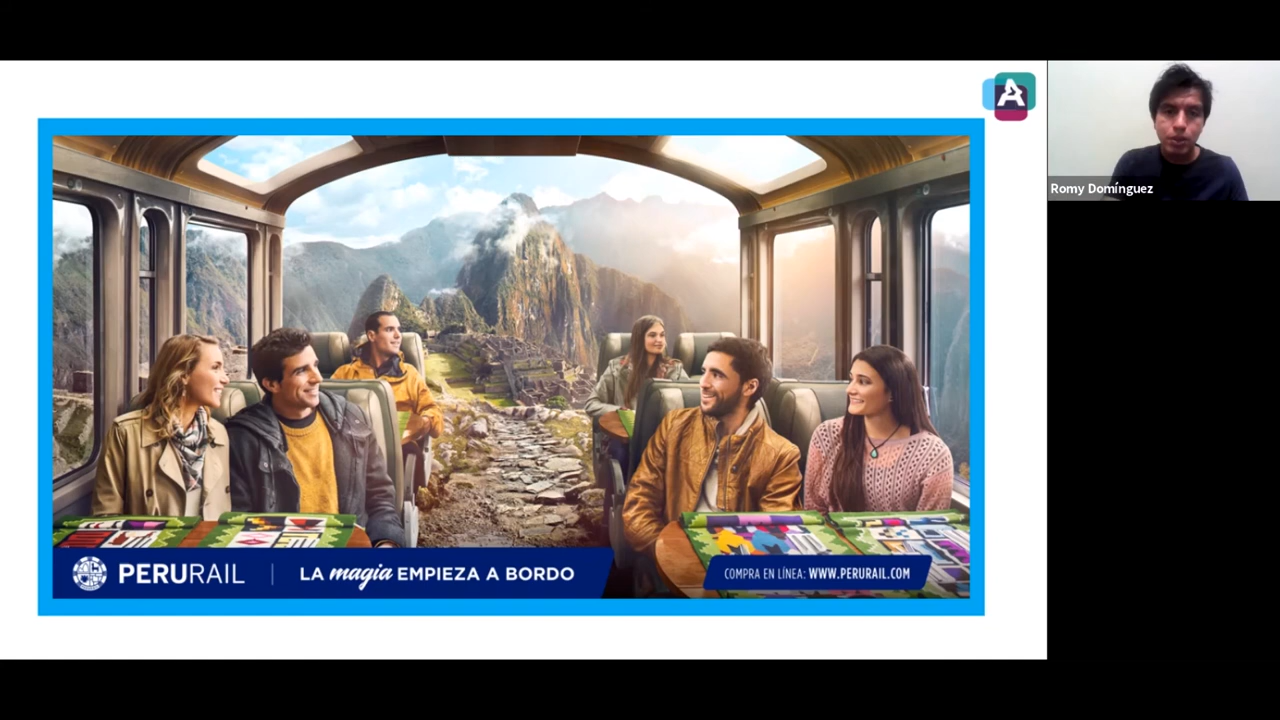 PERURAIL
LA magia EMPIEZA A BORDO
COMPRA EN LÍNEA: WWW.PERURAIL.COM
A
Romy Domínguez